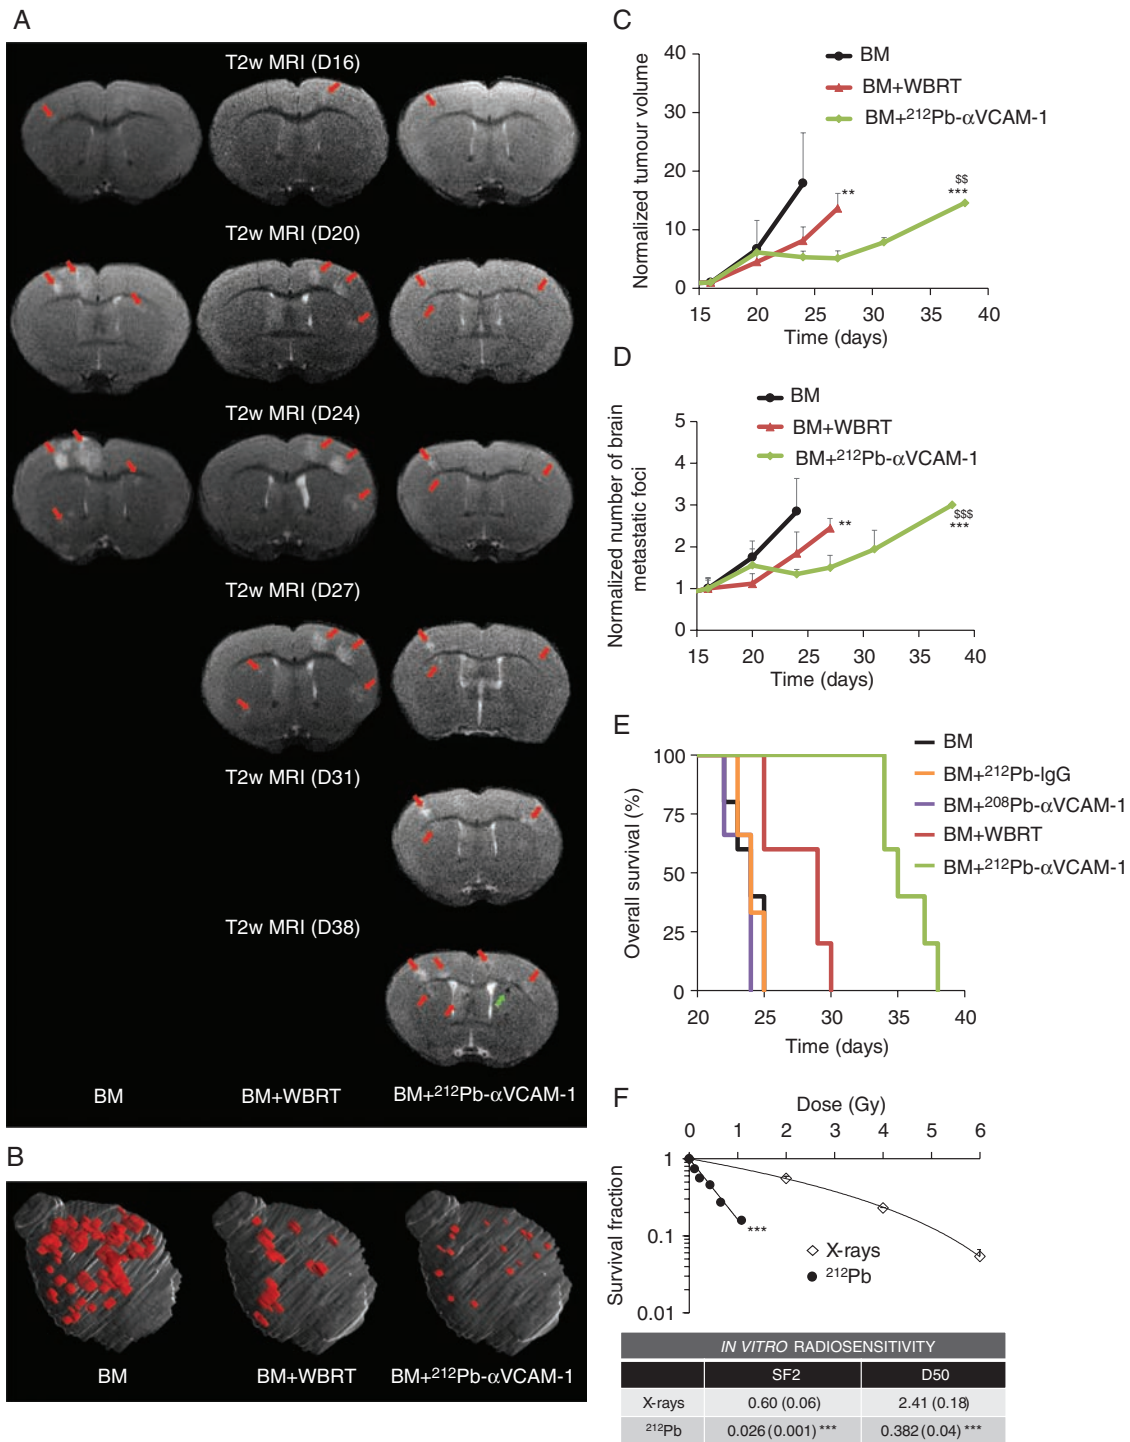 A
T2w MRI (D16)
T2w MRI (D20)
T2w MRI (D24)
T2w MRI (D27)
T2w MRI (D31)
T2w MRI (D38)
BM
BM+WBRT
BM+²¹²Pb-αVCAM-1
B
BM
BM+WBRT
BM+²¹²Pb-αVCAM-1
C
BM
BM+WBRT
BM+²¹²Pb-αVCAM-1
Normalized tumour volume
40
30
20
10
0
**
$$
***
15 20 25 30 35 40
Time (days)
D
BM
BM+WBRT
BM+²¹²Pb-αVCAM-1
Normalized number of brain
metastatic foci
5
4
3
2
1
0
**
$$$
***
15 20 25 30 35 40
Time (days)
E
BM
BM+²¹²Pb-IgG
BM+²⁰⁸Pb-αVCAM-1
BM+WBRT
BM+²¹²Pb-αVCAM-1
Overall survival (%)
100
75
50
25
0
20 25 30 35 40
Time (days)
F
Dose (Gy)
0 1 2 3 4 5 6
Survival fraction
1
0.1
0.01
***
X-rays
²¹²Pb
IN VITRO RADIOSENSITIVITY
SF2 D50
X-rays 0.60 (0.06) 2.41 (0.18)
²¹²Pb 0.026 (0.001) *** 0.382 (0.04) ***